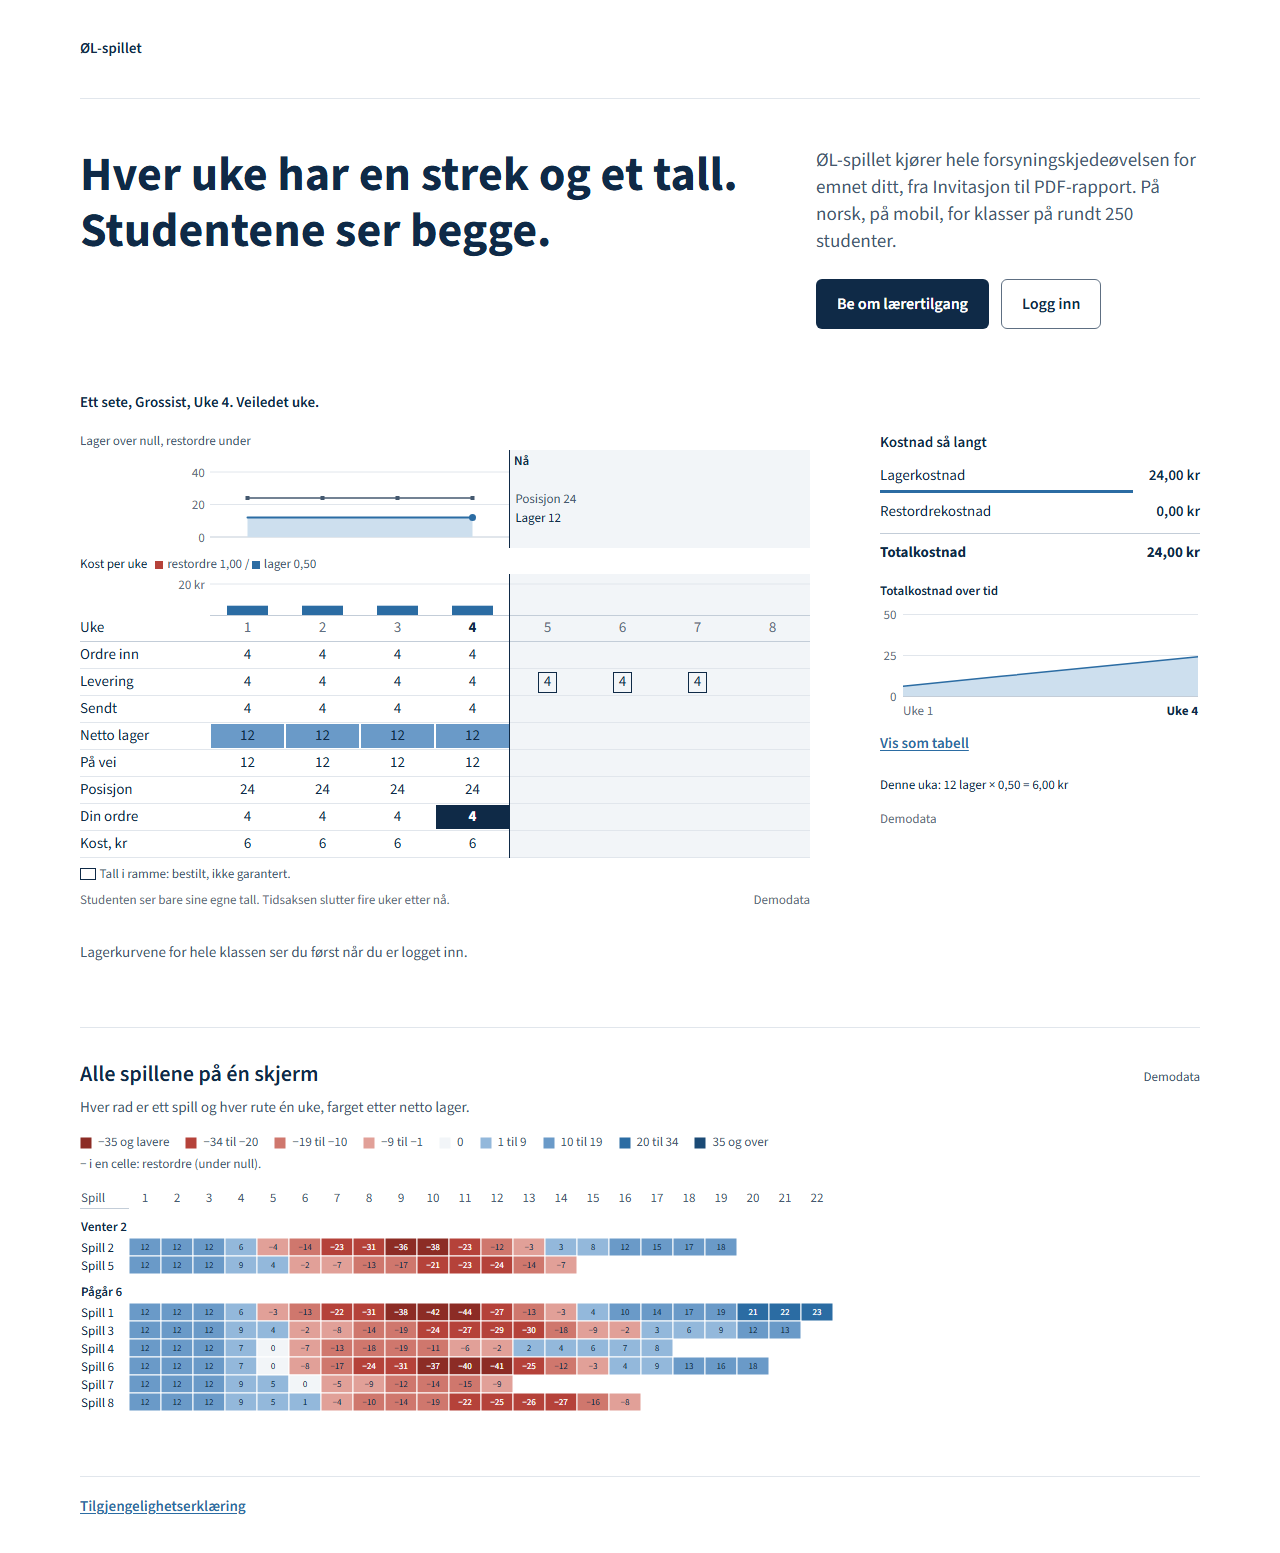 ØL-spillet
Hver uke har en strek og et tall.
Studentene ser begge.
ØL-spillet kjører hele forsyningskjedeøvelsen for
emnet ditt, fra Invitasjon til PDF-rapport. På
norsk, på mobil, for klasser på rundt 250
studenter.
Be om lærertilgang
Logg inn
Ett sete, Grossist, Uke 4. Veiledet uke.
Lager over null, restordre under
Nå
40
20
0
Posisjon 24
Lager 12
Kost per uke restordre 1,00 / lager 0,50
20 kr
Uke 1 2 3 4 5 6 7 8
Ordre inn 4 4 4 4
Levering 4 4 4 4 4 4 4
Sendt 4 4 4 4
Netto lager 12 12 12 12
På vei 12 12 12 12
Posisjon 24 24 24 24
Din ordre 4 4 4 4
Kost, kr 6 6 6 6
Tall i ramme: bestilt, ikke garantert.
Studenten ser bare sine egne tall. Tidsaksen slutter fire uker etter nå.
Demodata
Kostnad så langt
Lagerkostnad 24,00 kr
Restordrekostnad 0,00 kr
Totalkostnad 24,00 kr
Totalkostnad over tid
50
25
0
Uke 1 Uke 4
Vis som tabell
Denne uka: 12 lager × 0,50 = 6,00 kr
Demodata
Lagerkurvene for hele klassen ser du først når du er logget inn.
Alle spillene på én skjerm
Demodata
Hver rad er ett spill og hver rute én uke, farget etter netto lager.
−35 og lavere −34 til −20 −19 til −10 −9 til −1 0 1 til 9 10 til 19 20 til 34 35 og over
− i en celle: restordre (under null).
Spill 1 2 3 4 5 6 7 8 9 10 11 12 13 14 15 16 17 18 19 20 21 22
Venter 2
Spill 2 12 12 12 6 −4 −14 −23 −31 −36 −38 −23 −12 −3 3 8 12 15 17 18
Spill 5 12 12 12 9 4 −2 −7 −13 −17 −21 −23 −24 −14 −7
Pågår 6
Spill 1 12 12 12 6 −3 −13 −22 −31 −38 −42 −44 −27 −13 −3 4 10 14 17 19 21 22 23
Spill 3 12 12 12 9 4 −2 −8 −14 −19 −24 −27 −29 −30 −18 −9 −2 3 6 9 12 13
Spill 4 12 12 12 7 0 −7 −13 −18 −19 −11 −6 −2 2 4 6 7 8
Spill 6 12 12 12 7 0 −8 −17 −24 −31 −37 −40 −41 −25 −12 −3 4 9 13 16 18
Spill 7 12 12 12 9 5 0 −5 −9 −12 −14 −15 −9
Spill 8 12 12 12 9 5 1 −4 −10 −14 −19 −22 −25 −26 −27 −16 −8
Tilgjengelighetserklæring